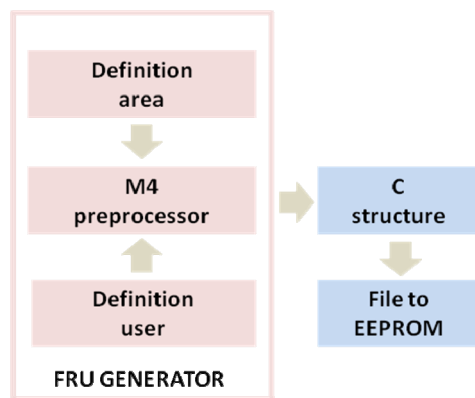 Definition
area
M4
preprocessor
C
structure
Definition
user
File to
EEPROM
FRU GENERATOR